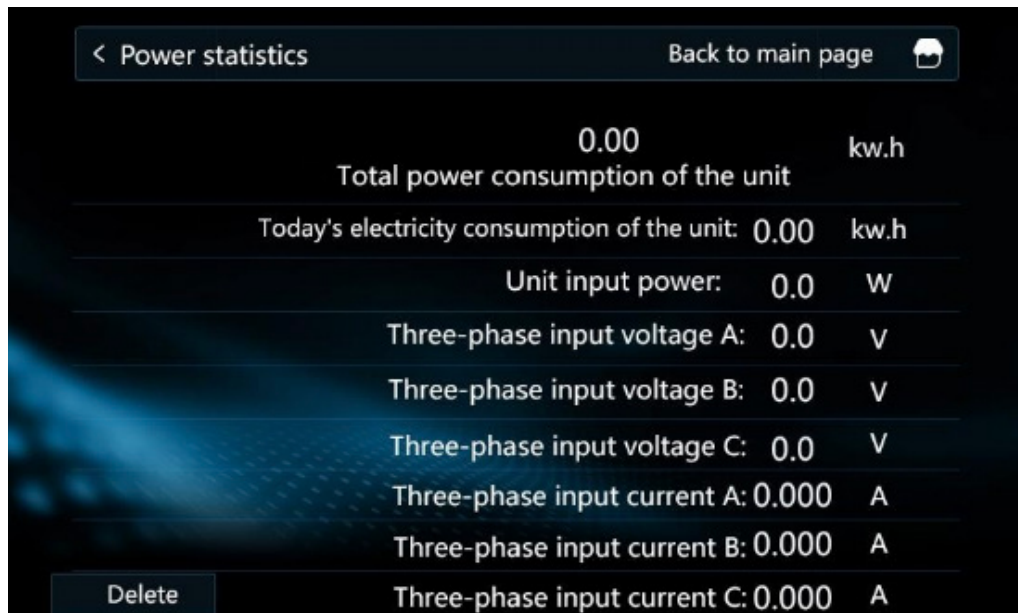 < Power statistics Back to main page
0.00 kw.h
Total power consumption of the unit
Today's electricity consumption of the unit: 0.00 kw.h
Unit input power: 0.0 W
Three-phase input voltage A: 0.0 V
Three-phase input voltage B: 0.0 V
Three-phase input voltage C: 0.0 V
Three-phase input current A: 0.000 A
Three-phase input current B: 0.000 A
Three-phase input current C: 0.000 A
Delete